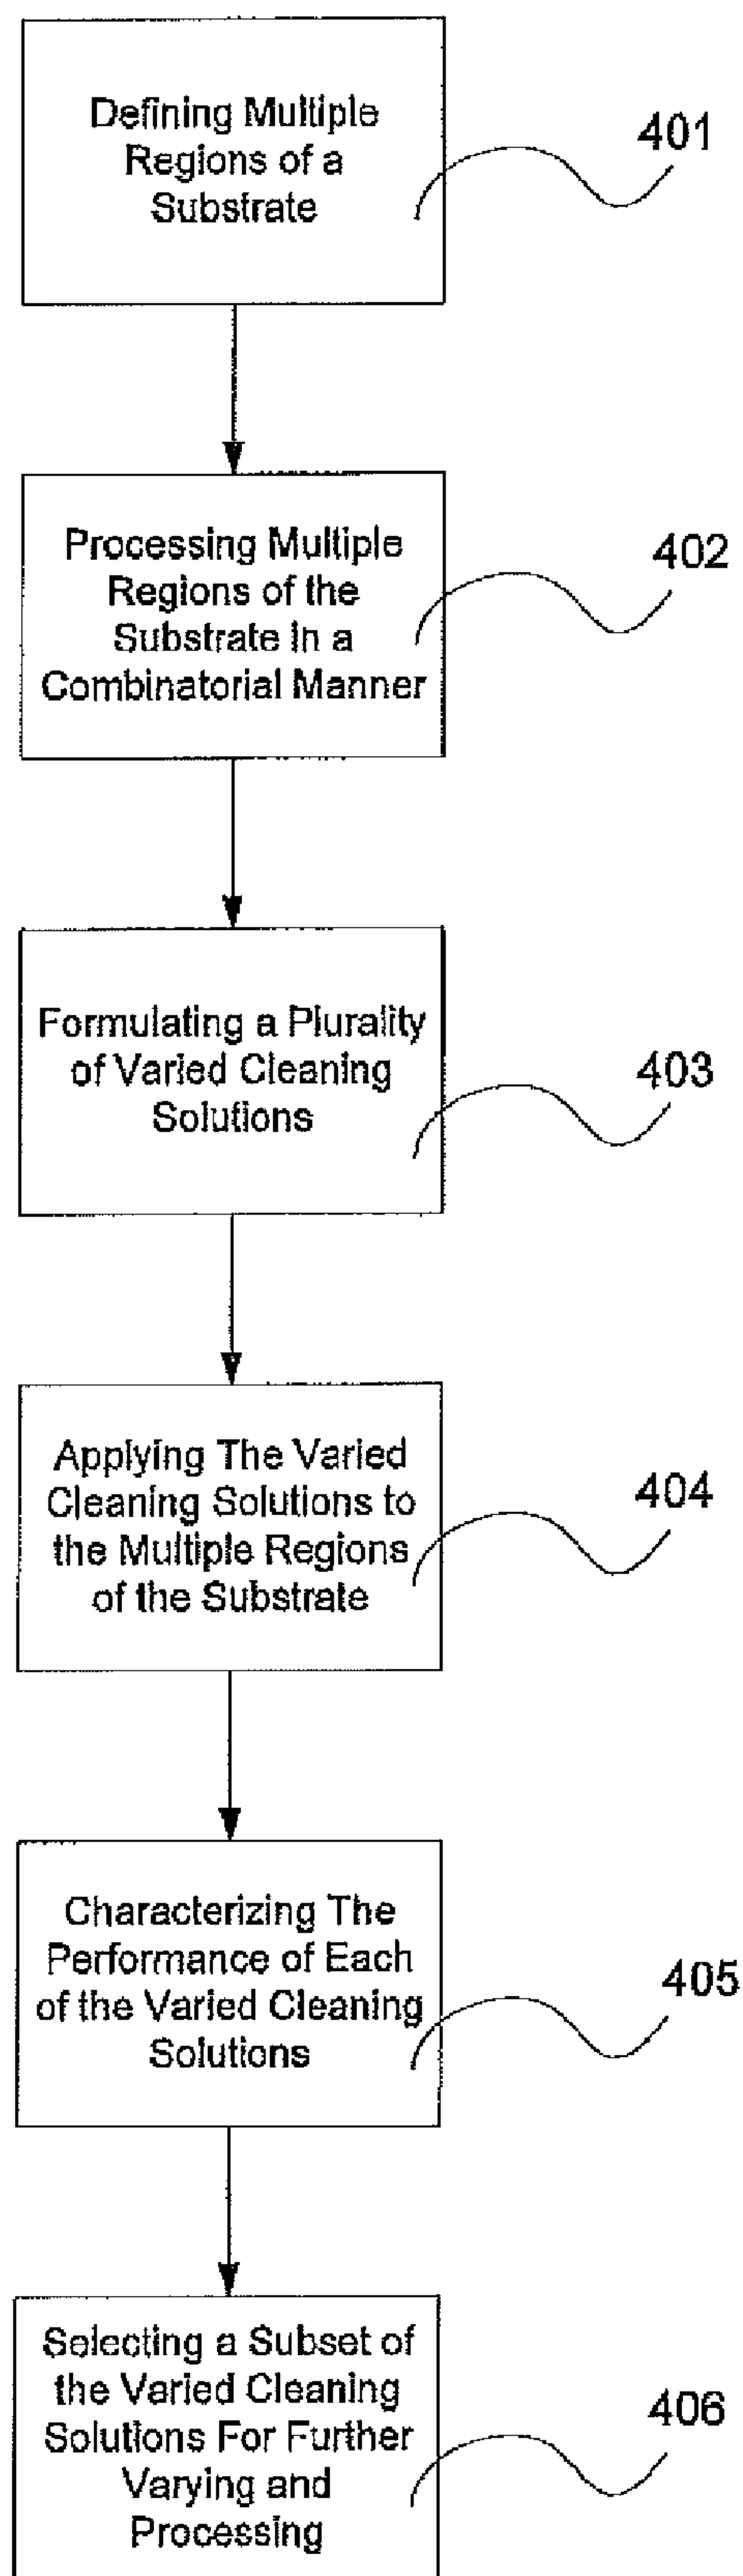 Defining Multiple
Regions of a
Substrate
401
Processing Multiple
Regions of the
Substrate In a
Combinatorial Manner
402
Formulating a Plurality
of Varied Cleaning
Solutions
403
Applying The Varied
Cleaning Solutions to
the Multiple Regions
of the Substrate
404
Characterizing The
Performance of Each
of the Varied Cleaning
Solutions
405
Selecting a Subset of
the Varied Cleaning
Solutions For Further
Varying and
Processing
406